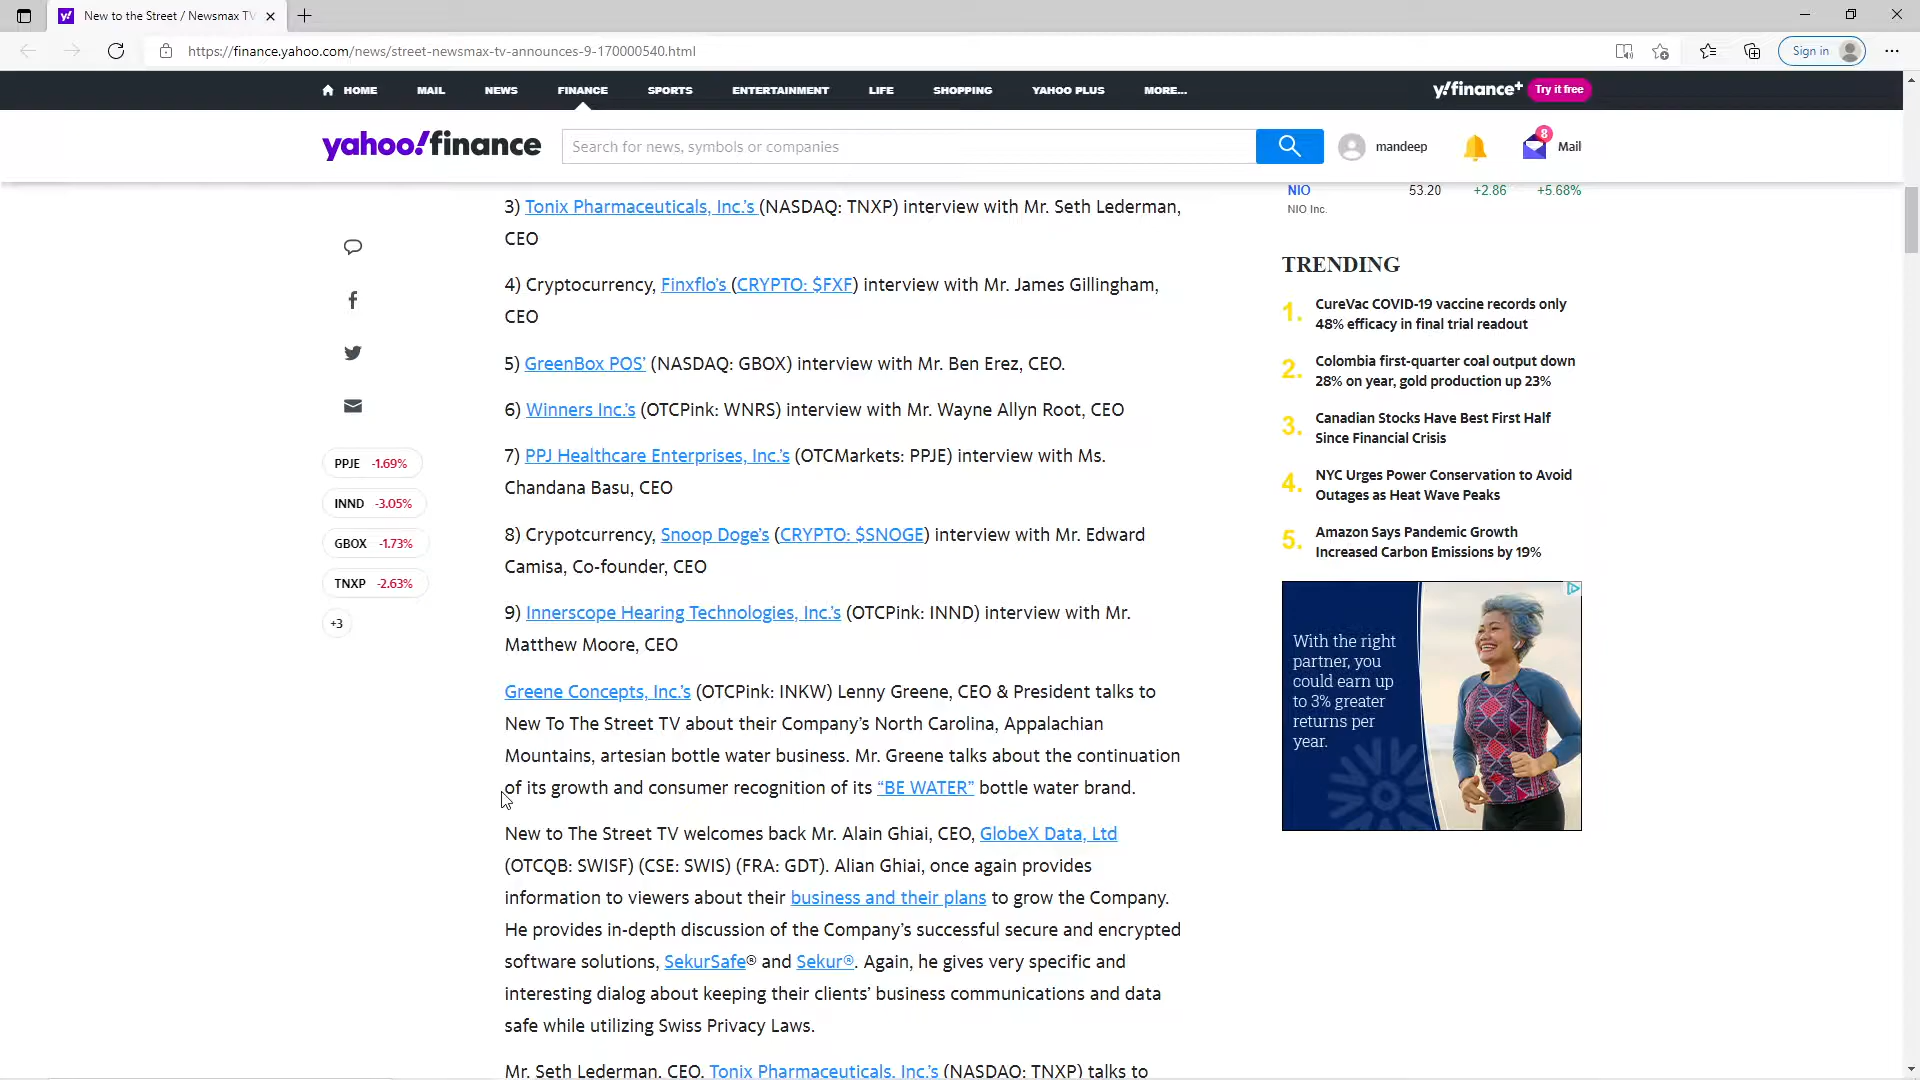 New to the Street / Newsmax TV
https://finance.yahoo.com/news/street-newsmax-tv-announces-9-170000540.html
Sign in
HOME MAIL NEWS FINANCE SPORTS ENTERTAINMENT LIFE SHOPPING YAHOO PLUS MORE...
y!finance+ Try it free
yahoo!finance
Search for news, symbols or companies
mandeep
8
Mail
3) Tonix Pharmaceuticals, Inc.'s (NASDAQ: TNXP) interview with Mr. Seth Lederman,
CEO
4) Cryptocurrency, Finxflo's (CRYPTO: $FXF) interview with Mr. James Gillingham,
CEO
5) GreenBox POS' (NASDAQ: GBOX) interview with Mr. Ben Erez, CEO.
6) Winners Inc.'s (OTCPink: WNRS) interview with Mr. Wayne Allyn Root, CEO
7) PPJ Healthcare Enterprises, Inc.'s (OTCMarkets: PPJE) interview with Ms.
Chandana Basu, CEO
8) Crypotcurrency, Snoop Doge's (CRYPTO: $SNOGE) interview with Mr. Edward
Camisa, Co-founder, CEO
9) Innerscope Hearing Technologies, Inc.'s (OTCPink: INND) interview with Mr.
Matthew Moore, CEO
Greene Concepts, Inc.'s (OTCPink: INKW) Lenny Greene, CEO & President talks to
New To The Street TV about their Company's North Carolina, Appalachian
Mountains, artesian bottle water business. Mr. Greene talks about the continuation
of its growth and consumer recognition of its "BE WATER" bottle water brand.
New to The Street TV welcomes back Mr. Alain Ghiai, CEO, GlobeX Data, Ltd
(OTCQB: SWISF) (CSE: SWIS) (FRA: GDT). Alian Ghiai, once again provides
information to viewers about their business and their plans to grow the Company.
He provides in-depth discussion of the Company's successful secure and encrypted
software solutions, SekurSafe® and Sekur®. Again, he gives very specific and
interesting dialog about keeping their clients' business communications and data
safe while utilizing Swiss Privacy Laws.
Mr. Seth Lederman, CEO, Tonix Pharmaceuticals, Inc.'s (NASDAQ: TNXP) talks to
PPJE -1.69%
INND -3.05%
GBOX -1.73%
TNXP -2.63%
+3
NIO 53.20 +2.86 +5.68%
NIO Inc.
TRENDING
1. CureVac COVID-19 vaccine records only
48% efficacy in final trial readout
2. Colombia first-quarter coal output down
28% on year, gold production up 23%
3. Canadian Stocks Have Best First Half
Since Financial Crisis
4. NYC Urges Power Conservation to Avoid
Outages as Heat Wave Peaks
5. Amazon Says Pandemic Growth
Increased Carbon Emissions by 19%
With the right
partner, you
could earn up
to 3% greater
returns per
year.